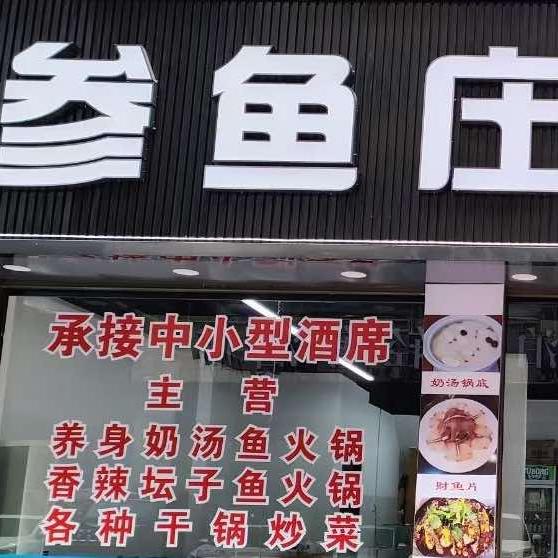 参鱼庄
承接中小型酒席
主营
养身奶汤鱼火锅
香辣坛子鱼火锅
各种干锅炒菜
奶汤锅底
财鱼片
TUBORG